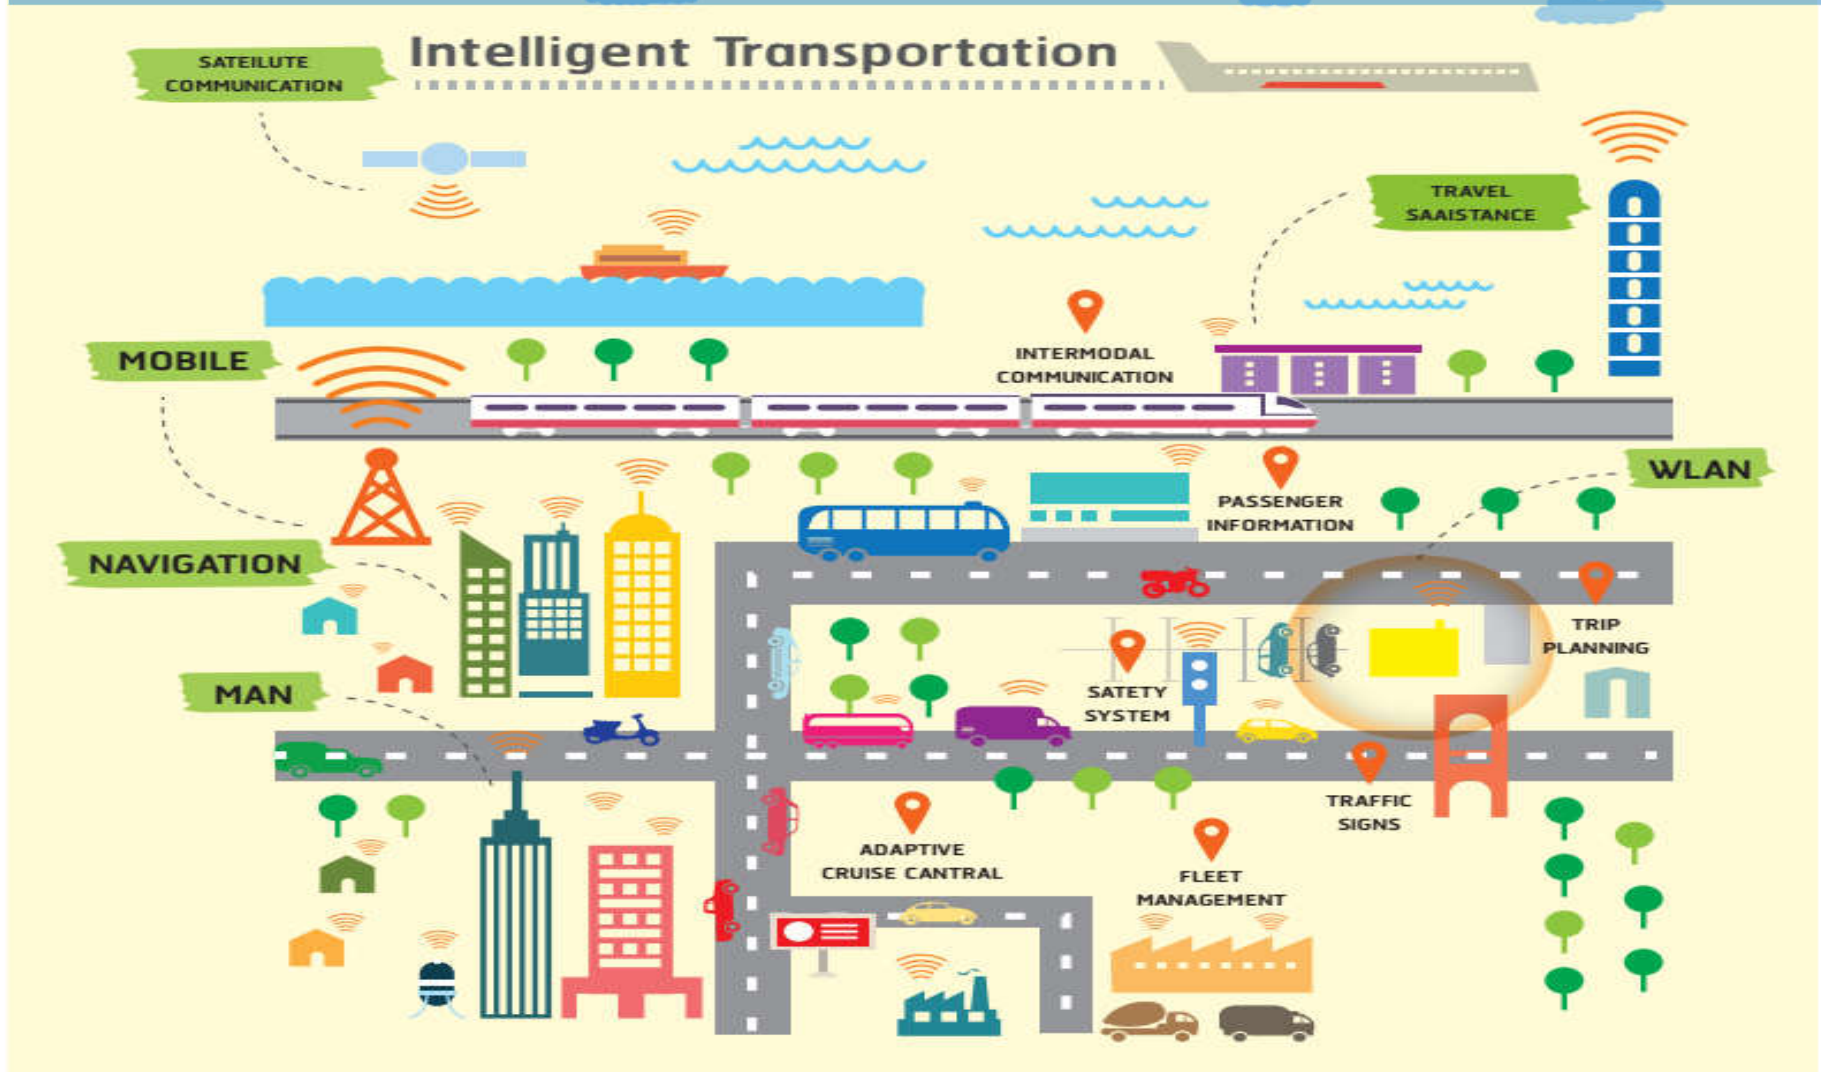 Intelligent Transportation
SATEILUTE
COMMUNICATION
TRAVEL
SAAISTANCE
MOBILE
INTERMODAL
COMMUNICATION
WLAN
PASSENGER
INFORMATION
NAVIGATION
TRIP
PLANNING
MAN
SATETY
SYSTEM
TRAFFIC
SIGNS
ADAPTIVE
CRUISE CANTRAL
FLEET
MANAGEMENT